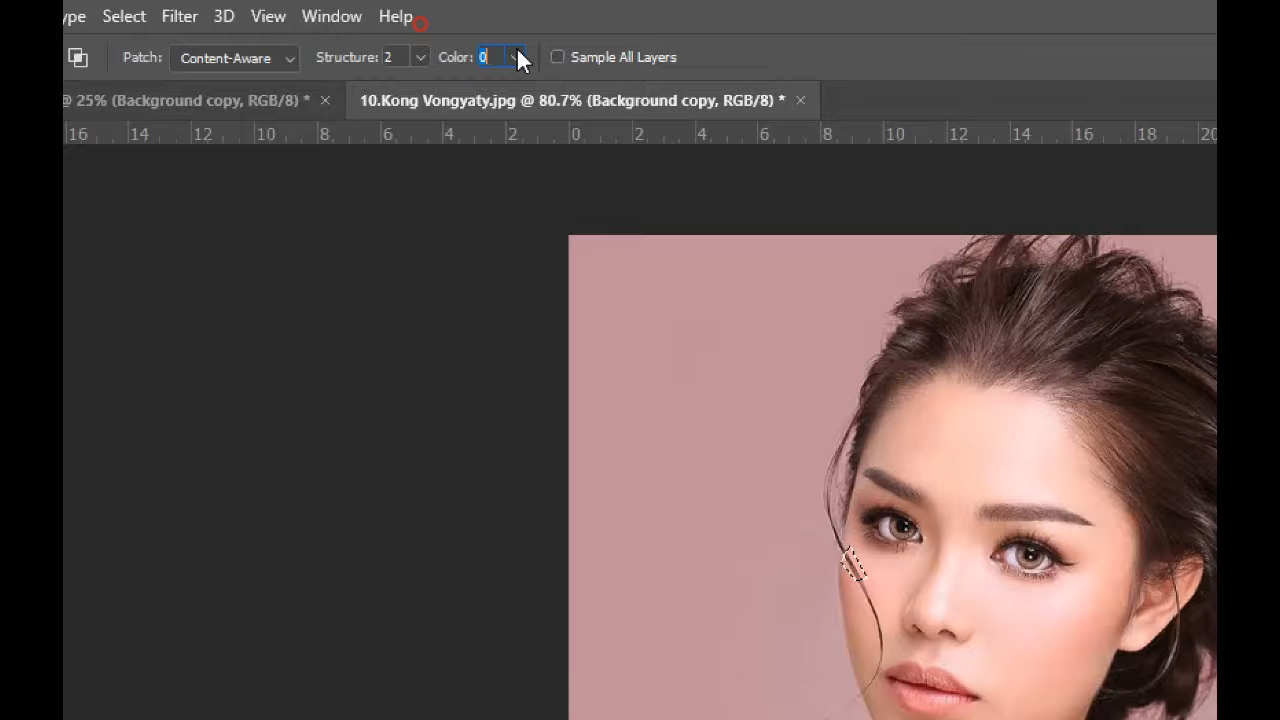 ype Select Filter 3D View Window Help
Patch: Content-Aware Structure: 2 Color: 0 Sample All Layers
@ 25% (Background copy, RGB/8) * × 10.Kong Vongyaty.jpg @ 80.7% (Background copy, RGB/8) * ×
16 14 12 10 8 6 4 2 0 2 4 6 8 10 12 14 16 18 20